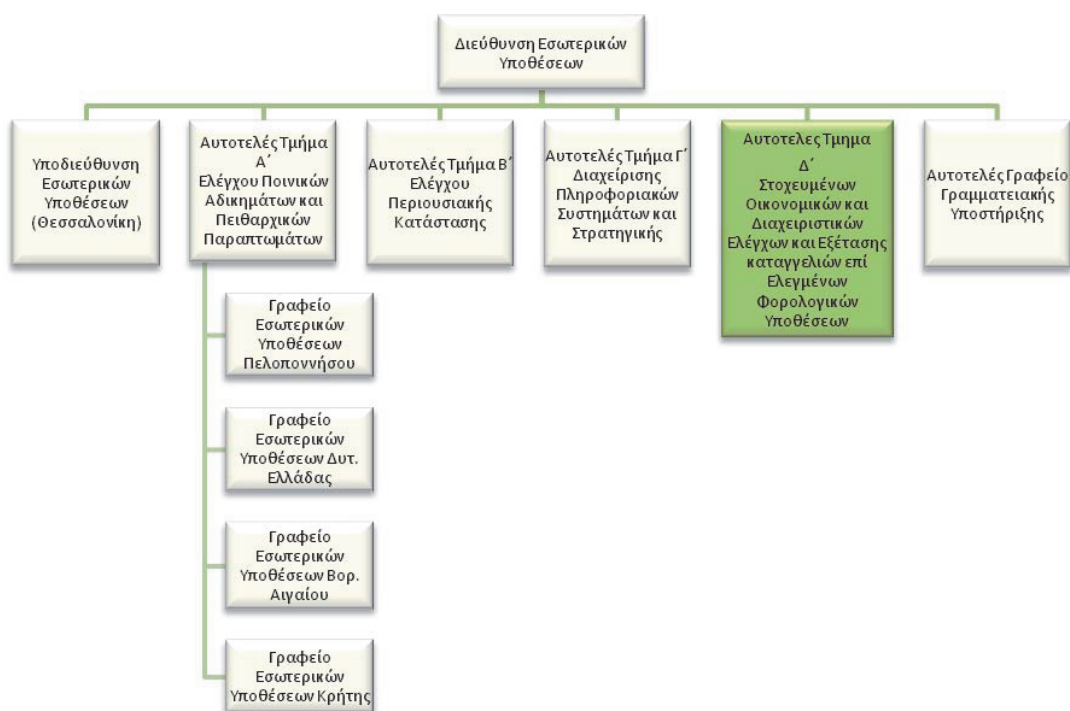 Διεύθυνση Εσωτερικών
Υποθέσεων
Υποδιεύθυνση
Εσωτερικών
Υποθέσεων
(Θεσσαλονίκη)
Αυτοτελές Τμήμα
Α΄
Ελέγχου Ποινικών
Αδικημάτων και
Πειθαρχικών
Παραπτωμάτων
Αυτοτελές Τμήμα Β΄
Ελέγχου
Περιουσιακής
Κατάστασης
Αυτοτελές Τμήμα Γ΄
Διαχείρισης
Πληροφοριακών
Συστημάτων και
Στρατηγικής
Αυτοτελες Τμημα
Δ΄
Στοχευμένων
Οικονομικών και
Διαχειριστικών
Ελέγχων και Εξέτασης
καταγγελιών επί
Ελεγμένων
Φορολογικών
Υποθέσεων
Αυτοτελές Γραφείο
Γραμματειακής
Υποστήριξης
Γραφείο
Εσωτερικών
Υποθέσεων
Πελοποννήσου
Γραφείο
Εσωτερικών
Υποθέσεων Δυτ.
Ελλάδας
Γραφείο
Εσωτερικών
Υποθέσεων Βορ.
Αιγαίου
Γραφείο
Εσωτερικών
Υποθέσεων Κρήτης